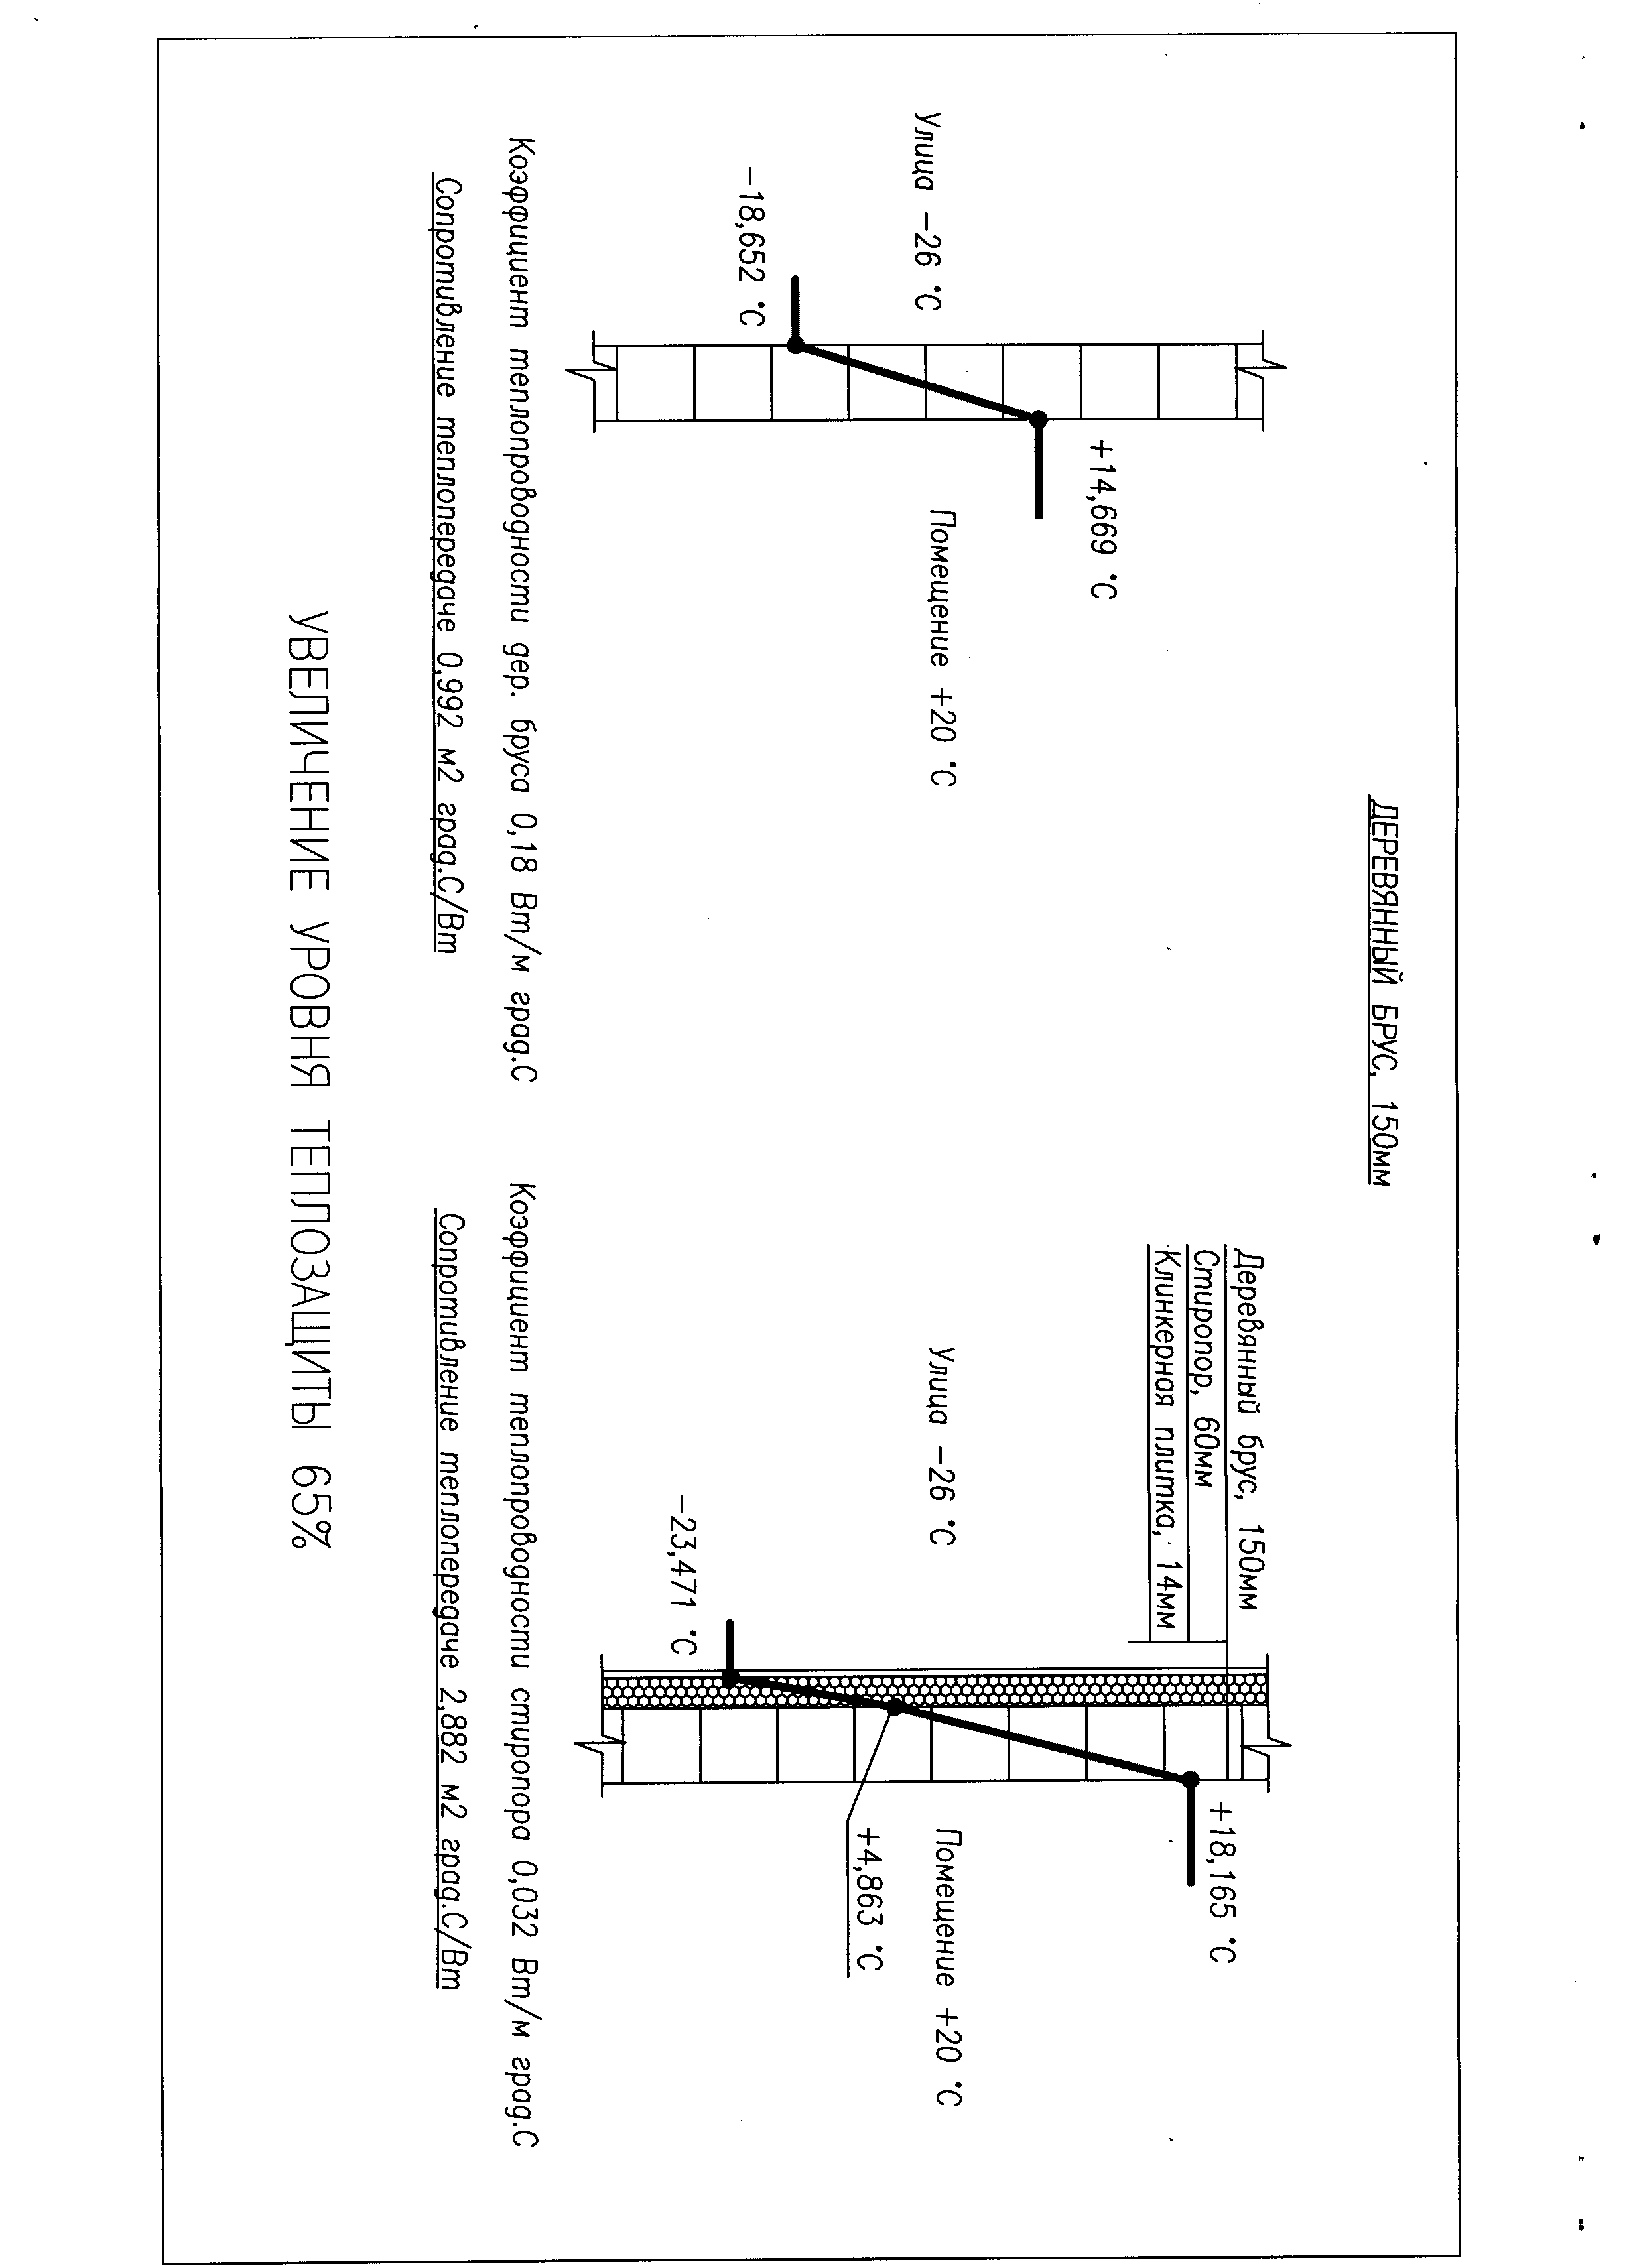 ДЕРЕВЯННЫЙ БРУС, 150мм
Улица -26 °С
-18,652 °С
+14,669 °С
Помещение +20 °С
Коэффициент теплопроводности дер. бруса 0,18 Вт/м град.С
Сопротивление теплопередаче 0,992 м2 град.С/Вт
Деревянный брус, 150мм
Стиропор, 60мм
Клинкерная плитка, 14мм
Улица -26 °С
-23,471 °С
+18,165 °С
Помещение +20 °С
+4,863 °С
Коэффициент теплопроводности стиропора 0,032 Вт/м град.С
Сопротивление теплопередаче 2,882 м2 град.С/Вт
УВЕЛИЧЕНИЕ УРОВНЯ ТЕПЛОЗАЩИТЫ 65%